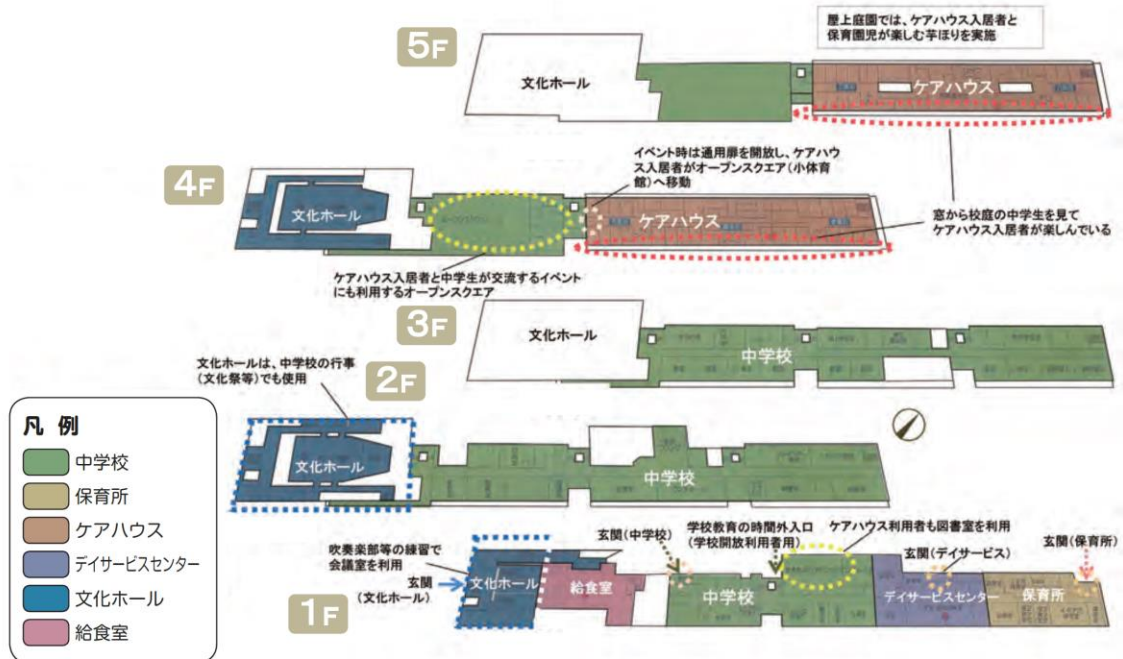 5F
文化ホール
ケアハウス
屋上庭園では、ケアハウス入居者と
保育園児が楽しむ芋ほりを実施
4F
文化ホール
ケアハウス
イベント時は通用扉を開放し、ケアハウ
ス入居者がオープンスクエア(小体育
館)へ移動
窓から校庭の中学生を見て
ケアハウス入居者が楽しんでいる
ケアハウス入居者と中学生が交流するイベント
にも利用するオープンスクエア
3F
文化ホール
中学校
2F
文化ホールは、中学校の行事
(文化祭等)でも使用
文化ホール
中学校
凡 例
中学校
保育所
ケアハウス
デイサービスセンター
文化ホール
給食室
1F
吹奏楽部等の練習で
会議室を利用
玄関
(文化ホール)
文化ホール
給食室
玄関(中学校)
中学校
学校教育の時間外入口
(学校開放利用者用)
ケアハウス利用者も図書室を利用
玄関(デイサービス)
デイサービスセンター
玄関(保育所)
保育所